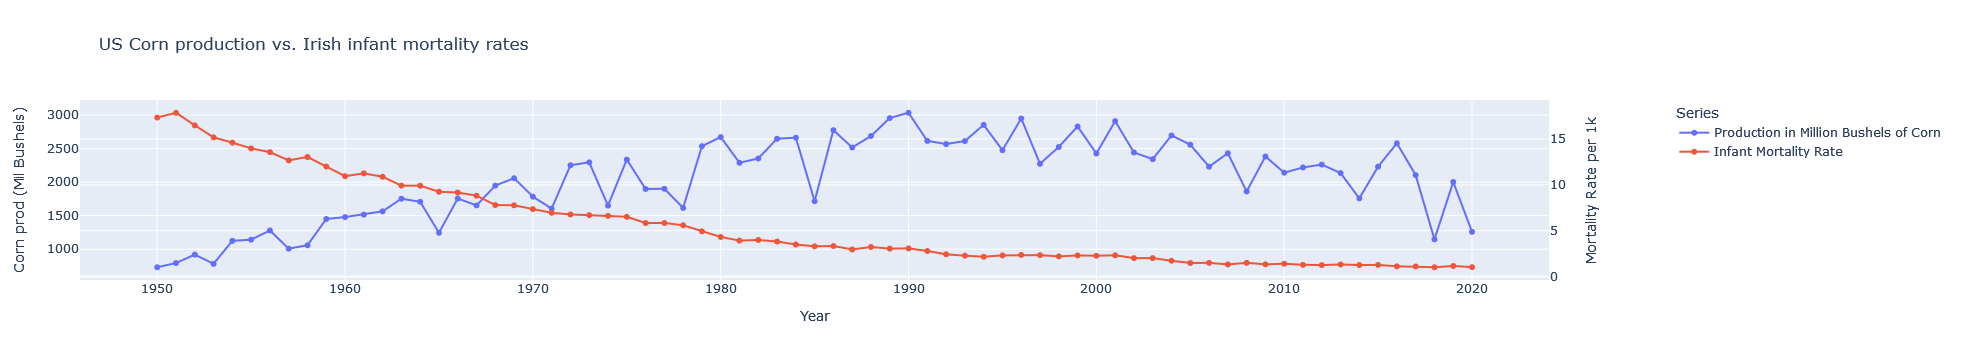 US Corn production vs. Irish infant mortality rates
Corn prod (Mil Bushels)
3000
2500
2000
1500
1000
1950
1960
1970
1980
1990
2000
2010
2020
Year
15
10
5
0
Mortality Rate per 1k
Series
Production in Million Bushels of Corn
Infant Mortality Rate